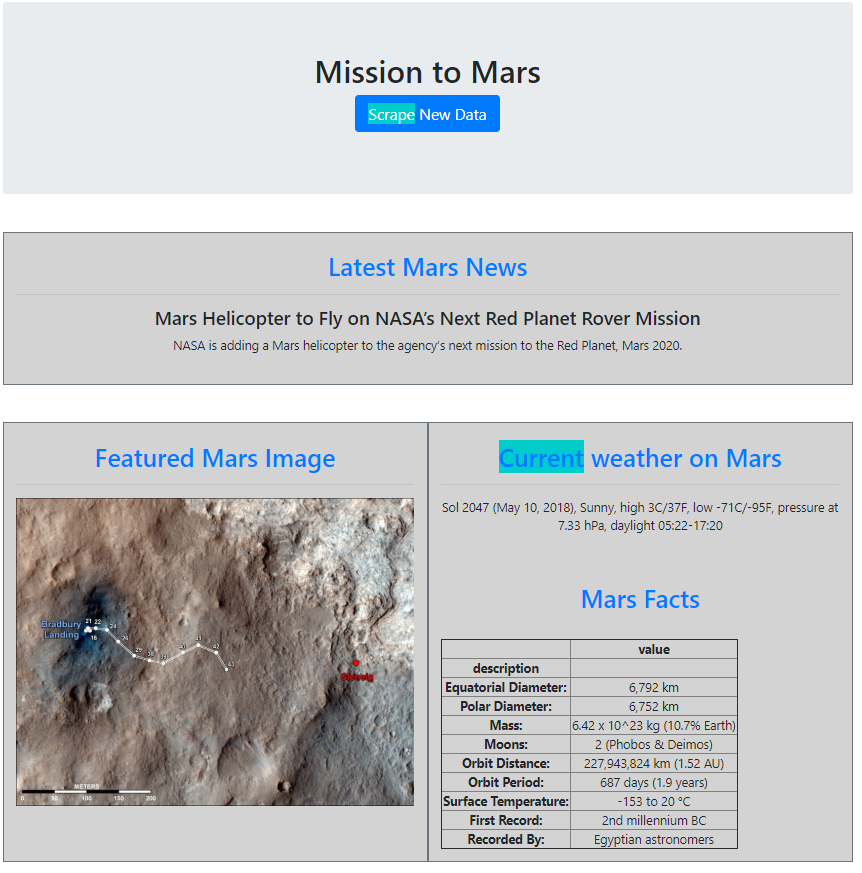 Mission to Mars
Scrape New Data
Latest Mars News
Mars Helicopter to Fly on NASA’s Next Red Planet Rover Mission
NASA is adding a Mars helicopter to the agency’s next mission to the Red Planet, Mars 2020.
Featured Mars Image
Bradbury
Landing
21 22 24
16
26
29 38 39 40 41 42 43
Glenelg
METERS
0 50 100 150 200
Current weather on Mars
Sol 2047 (May 10, 2018), Sunny, high 3C/37F, low -71C/-95F, pressure at
7.33 hPa, daylight 05:22-17:20
Mars Facts
value
description
Equatorial Diameter: 6,792 km
Polar Diameter: 6,752 km
Mass: 6.42 x 10^23 kg (10.7% Earth)
Moons: 2 (Phobos & Deimos)
Orbit Distance: 227,943,824 km (1.52 AU)
Orbit Period: 687 days (1.9 years)
Surface Temperature: -153 to 20 °C
First Record: 2nd millennium BC
Recorded By: Egyptian astronomers